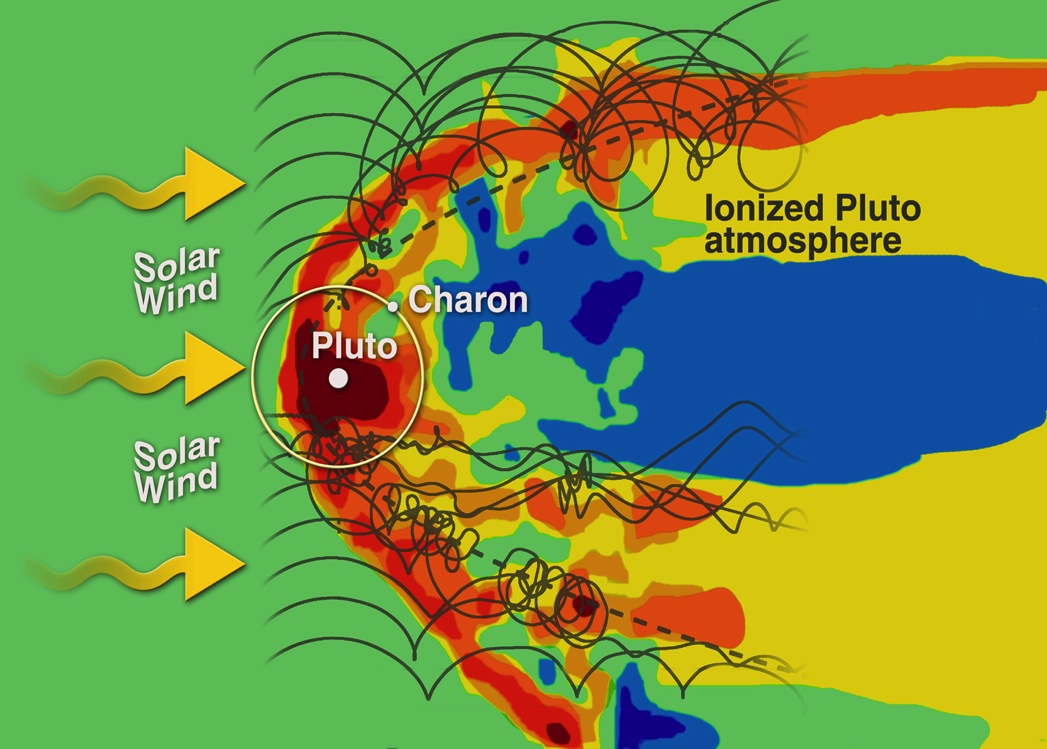 Ionized Pluto
atmosphere
Solar
Wind
Charon
Pluto
Solar
Wind